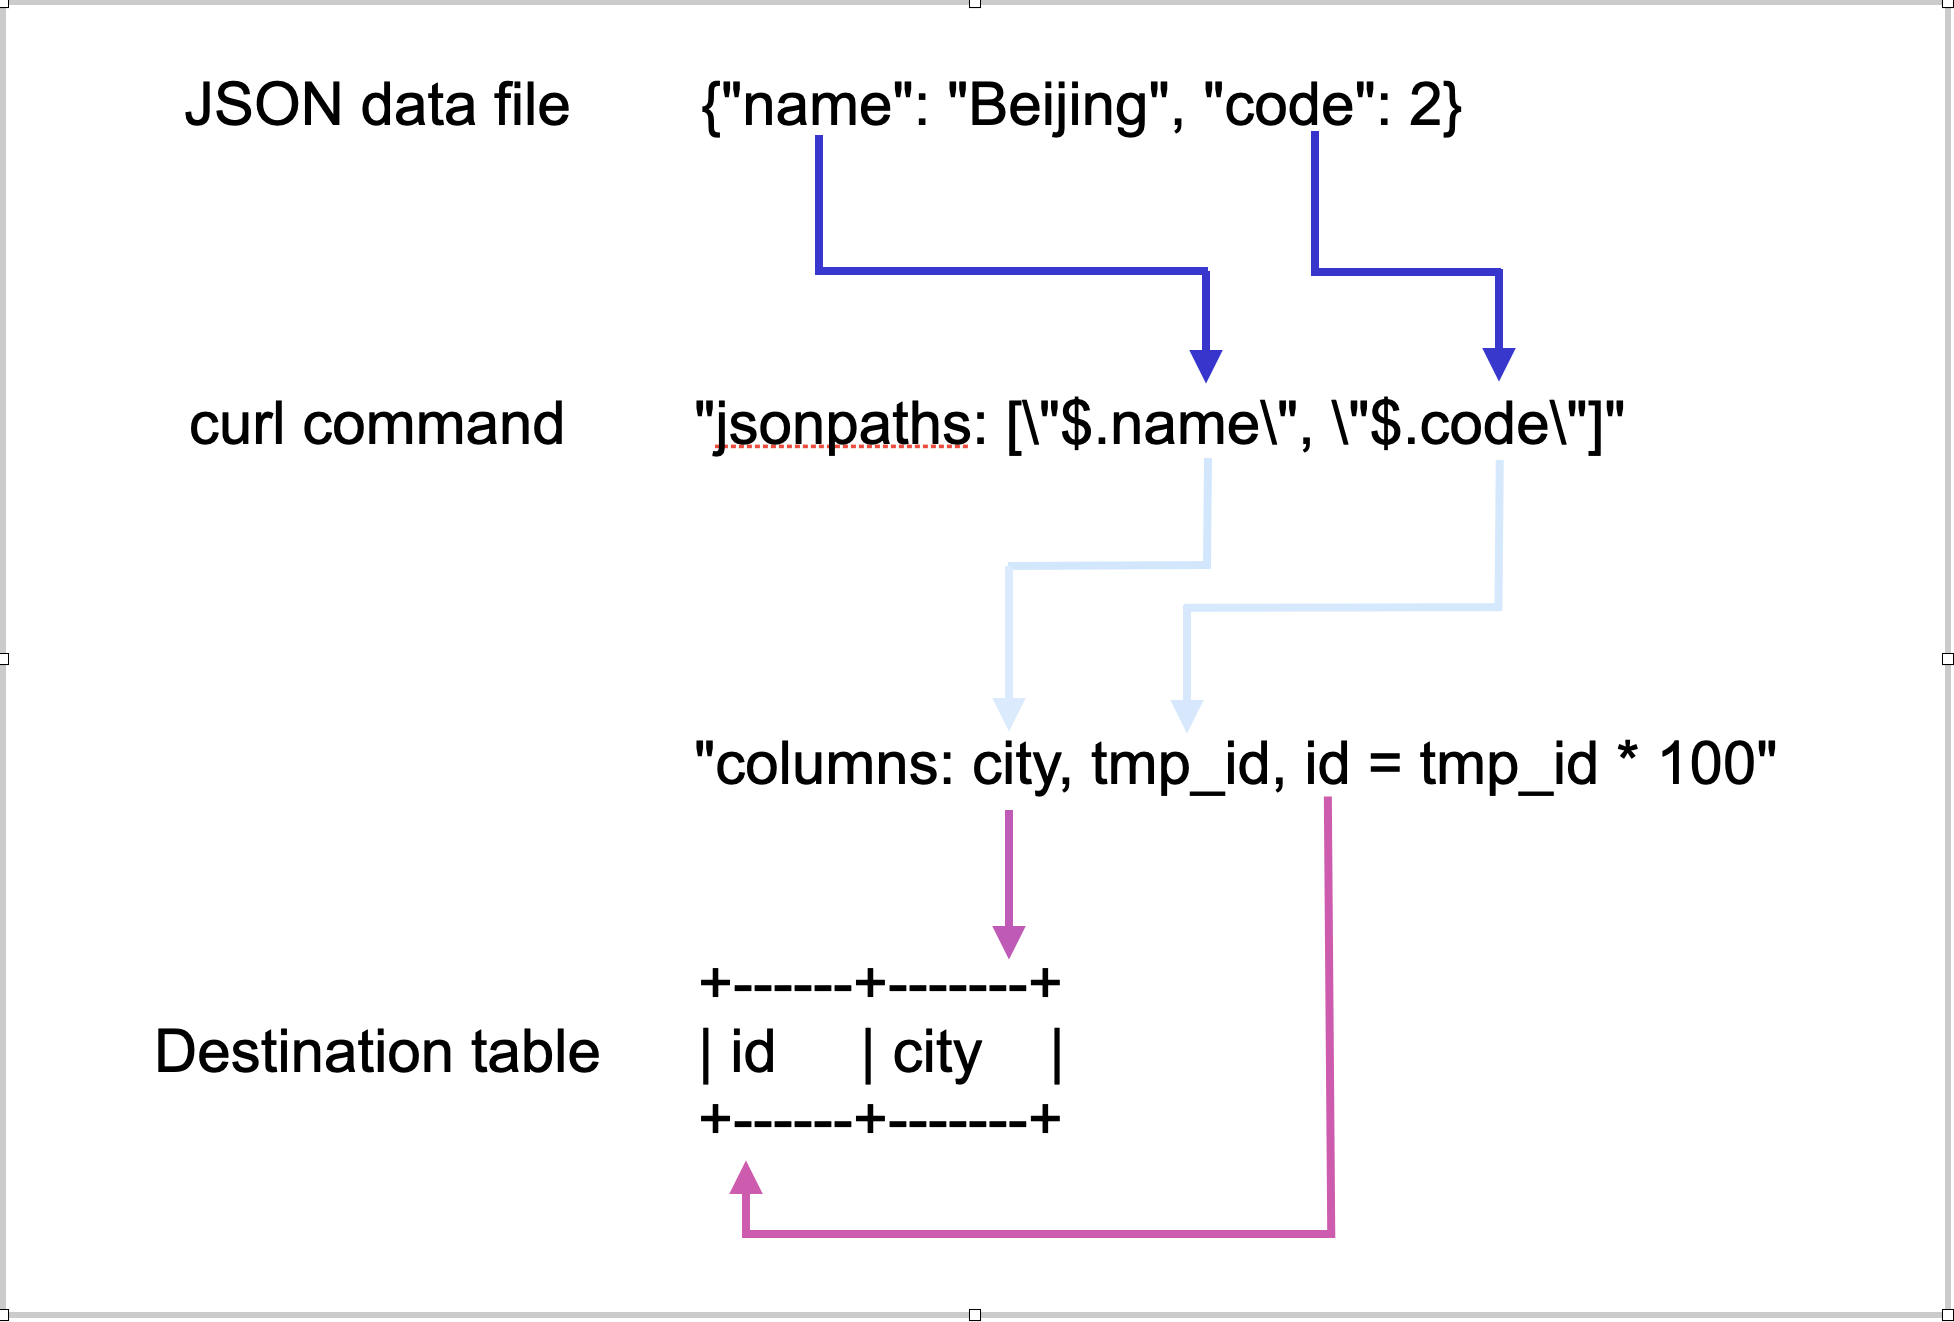 JSON data file {"name": "Beijing", "code": 2}
curl command "jsonpaths: [\"$.name\", \"$.code\"]"
"columns: city, tmp_id, id = tmp_id * 100"
+------+-------+
Destination table | id | city |
+------+-------+